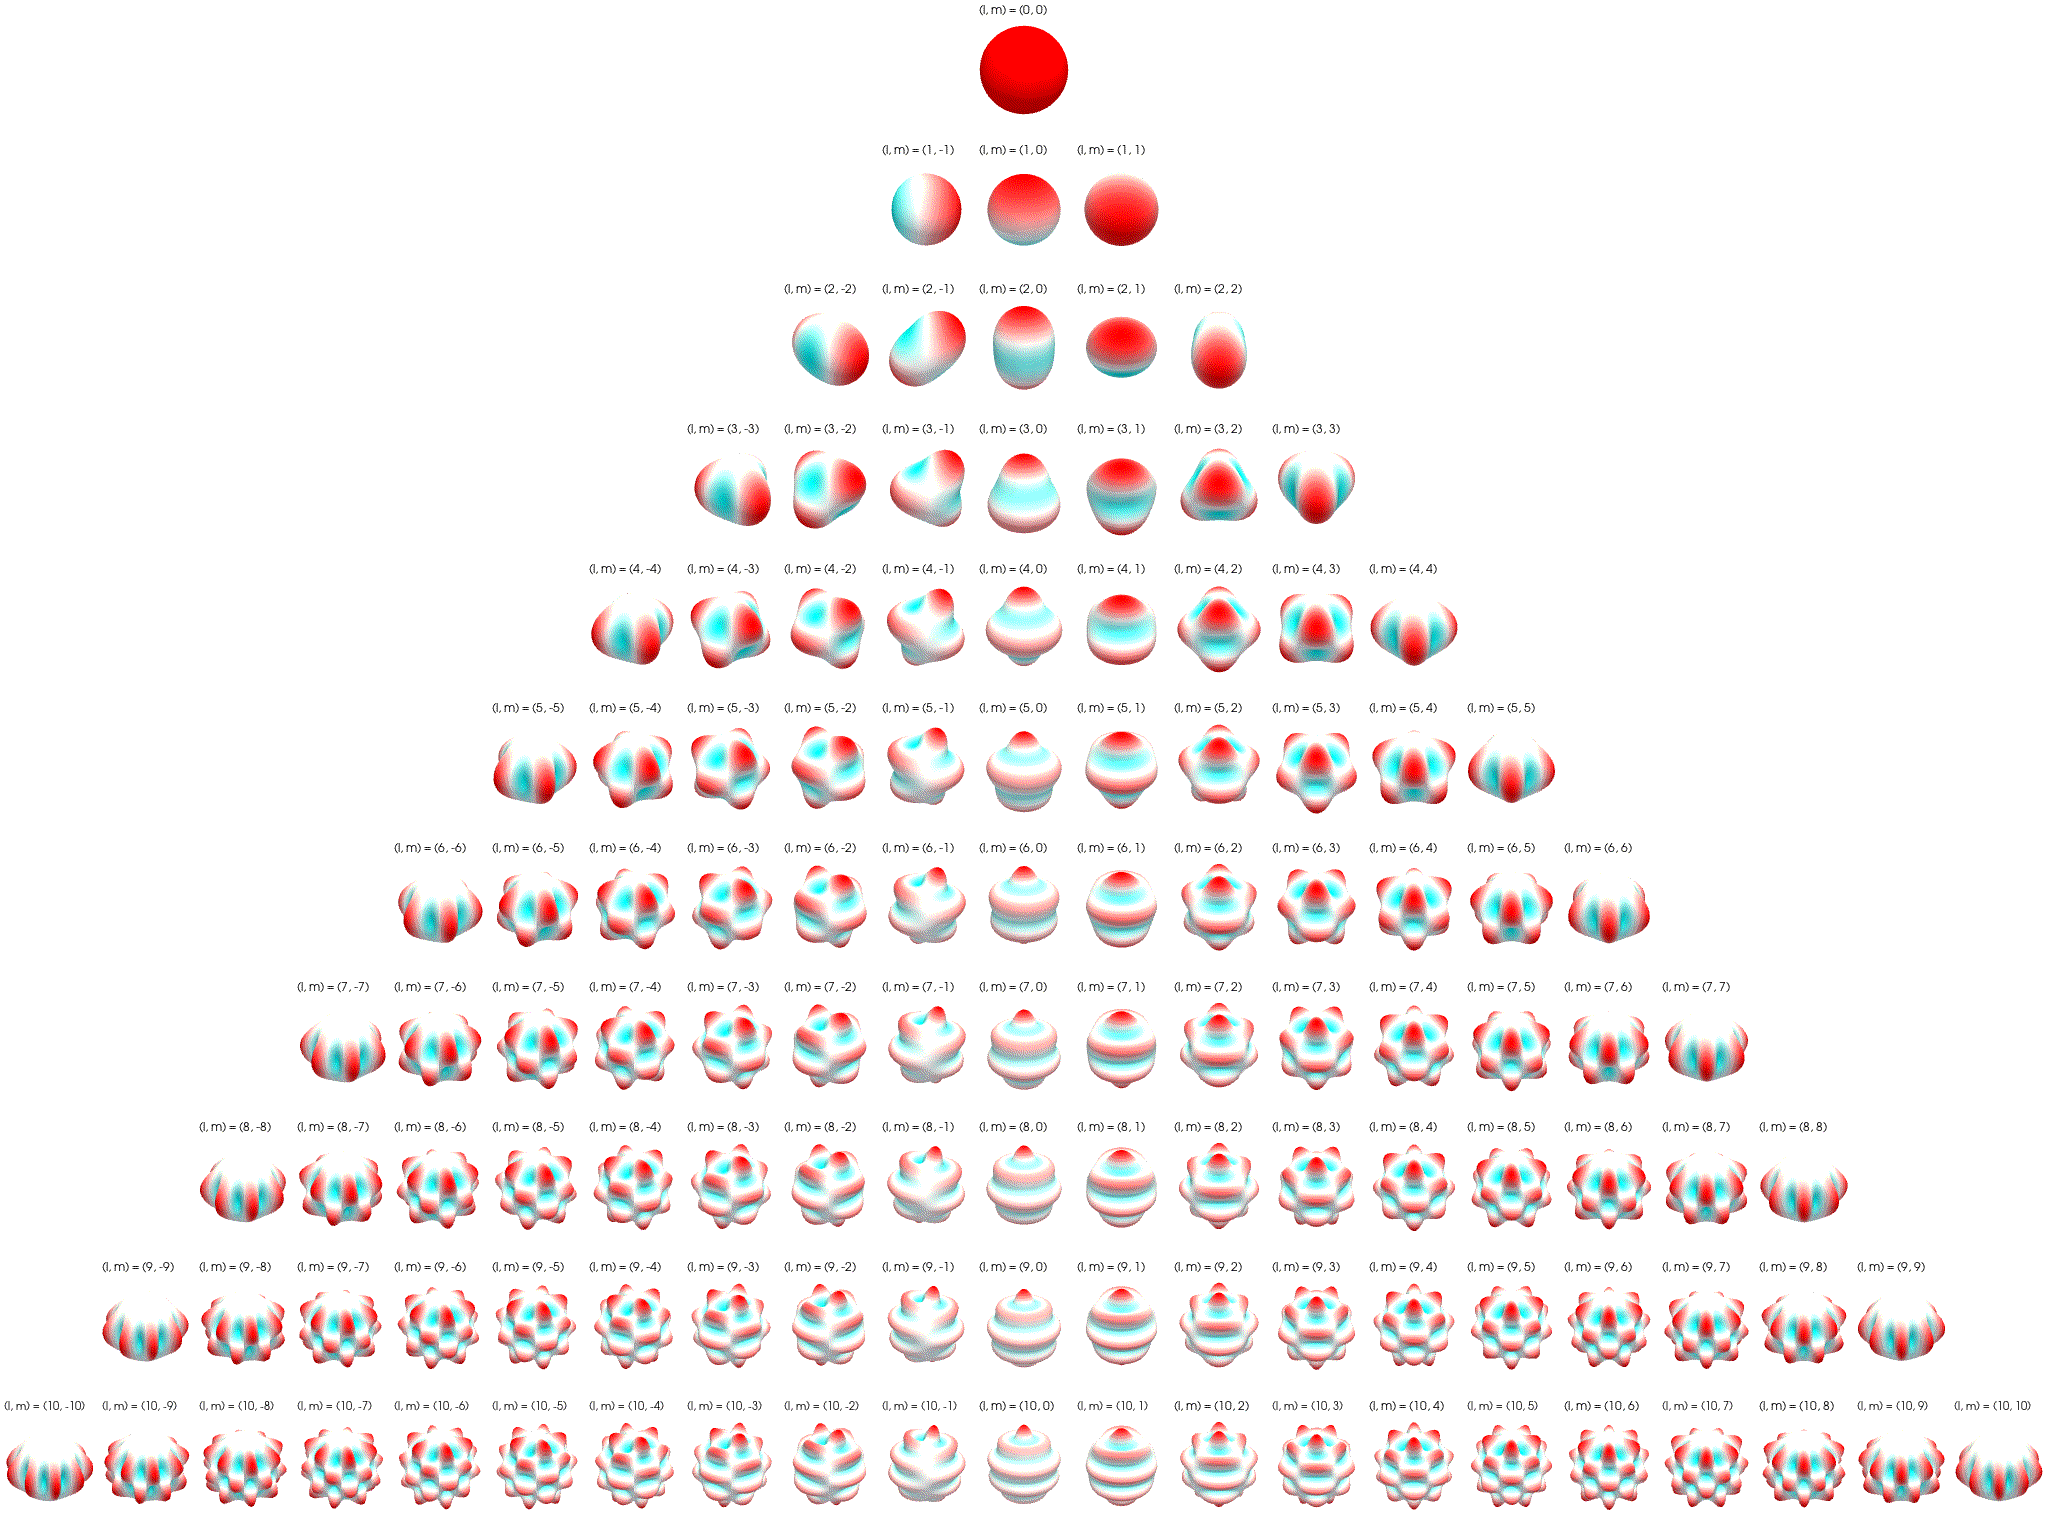 (l, m) = (0, 0)
(l, m) = (1, -1) (l, m) = (1, 0) (l, m) = (1, 1)
(l, m) = (2, -2) (l, m) = (2, -1) (l, m) = (2, 0) (l, m) = (2, 1) (l, m) = (2, 2)
(l, m) = (3, -3) (l, m) = (3, -2) (l, m) = (3, -1) (l, m) = (3, 0) (l, m) = (3, 1) (l, m) = (3, 2) (l, m) = (3, 3)
(l, m) = (4, -4) (l, m) = (4, -3) (l, m) = (4, -2) (l, m) = (4, -1) (l, m) = (4, 0) (l, m) = (4, 1) (l, m) = (4, 2) (l, m) = (4, 3) (l, m) = (4, 4)
(l, m) = (5, -5) (l, m) = (5, -4) (l, m) = (5, -3) (l, m) = (5, -2) (l, m) = (5, -1) (l, m) = (5, 0) (l, m) = (5, 1) (l, m) = (5, 2) (l, m) = (5, 3) (l, m) = (5, 4) (l, m) = (5, 5)
(l, m) = (6, -6) (l, m) = (6, -5) (l, m) = (6, -4) (l, m) = (6, -3) (l, m) = (6, -2) (l, m) = (6, -1) (l, m) = (6, 0) (l, m) = (6, 1) (l, m) = (6, 2) (l, m) = (6, 3) (l, m) = (6, 4) (l, m) = (6, 5) (l, m) = (6, 6)
(l, m) = (7, -7) (l, m) = (7, -6) (l, m) = (7, -5) (l, m) = (7, -4) (l, m) = (7, -3) (l, m) = (7, -2) (l, m) = (7, -1) (l, m) = (7, 0) (l, m) = (7, 1) (l, m) = (7, 2) (l, m) = (7, 3) (l, m) = (7, 4) (l, m) = (7, 5) (l, m) = (7, 6) (l, m) = (7, 7)
(l, m) = (8, -8) (l, m) = (8, -7) (l, m) = (8, -6) (l, m) = (8, -5) (l, m) = (8, -4) (l, m) = (8, -3) (l, m) = (8, -2) (l, m) = (8, -1) (l, m) = (8, 0) (l, m) = (8, 1) (l, m) = (8, 2) (l, m) = (8, 3) (l, m) = (8, 4) (l, m) = (8, 5) (l, m) = (8, 6) (l, m) = (8, 7) (l, m) = (8, 8)
(l, m) = (9, -9) (l, m) = (9, -8) (l, m) = (9, -7) (l, m) = (9, -6) (l, m) = (9, -5) (l, m) = (9, -4) (l, m) = (9, -3) (l, m) = (9, -2) (l, m) = (9, -1) (l, m) = (9, 0) (l, m) = (9, 1) (l, m) = (9, 2) (l, m) = (9, 3) (l, m) = (9, 4) (l, m) = (9, 5) (l, m) = (9, 6) (l, m) = (9, 7) (l, m) = (9, 8) (l, m) = (9, 9)
(l, m) = (10, -10) (l, m) = (10, -9) (l, m) = (10, -8) (l, m) = (10, -7) (l, m) = (10, -6) (l, m) = (10, -5) (l, m) = (10, -4) (l, m) = (10, -3) (l, m) = (10, -2) (l, m) = (10, -1) (l, m) = (10, 0) (l, m) = (10, 1) (l, m) = (10, 2) (l, m) = (10, 3) (l, m) = (10, 4) (l, m) = (10, 5) (l, m) = (10, 6) (l, m) = (10, 7) (l, m) = (10, 8) (l, m) = (10, 9) (l, m) = (10, 10)